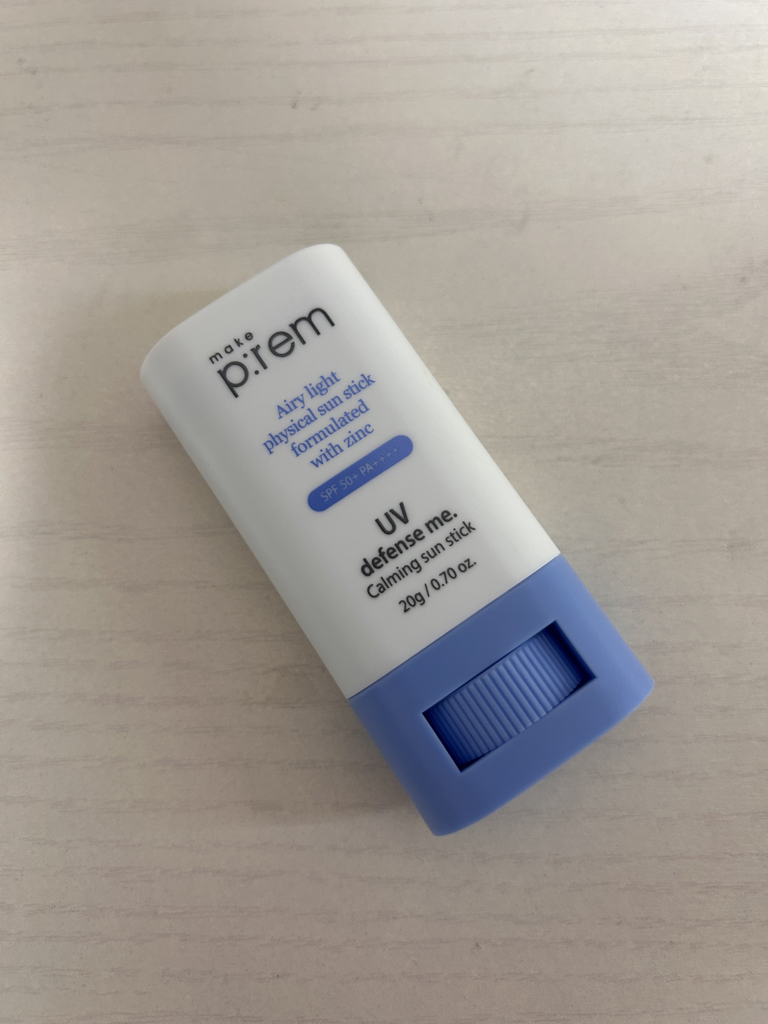 make
p:rem
Airy light
physical sun stick
formulated
with zinc
SPF 50+ PA++++
UV
defense me.
Calming sun stick
20g / 0.70 oz.